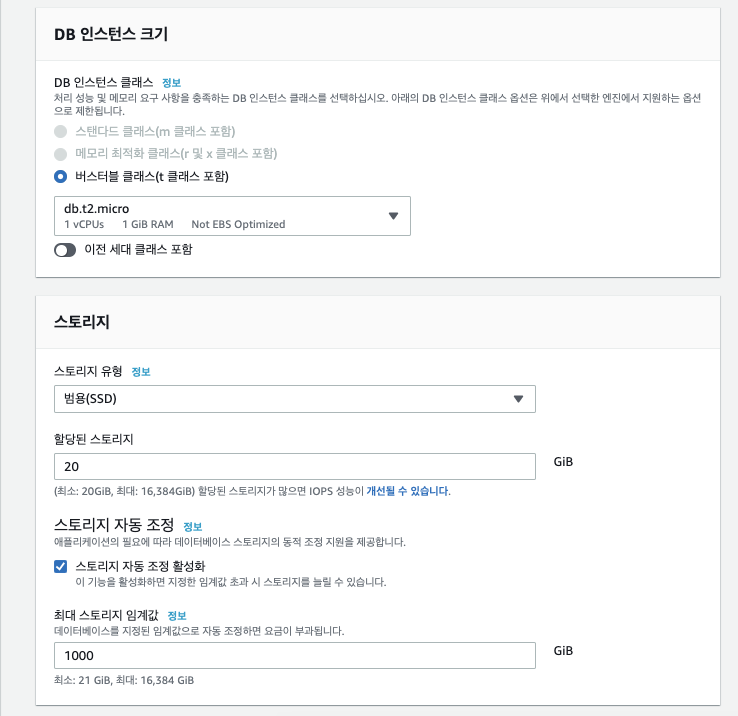 DB 인스턴스 크기
DB 인스턴스 클래스 정보
처리 성능 및 메모리 요구 사항을 충족하는 DB 인스턴스 클래스를 선택하십시오. 아래의 DB 인스턴스 클래스 옵션은 위에서 선택한 엔진에서 지원하는 옵션
으로 제한됩니다.
스탠다드 클래스(m 클래스 포함)
메모리 최적화 클래스(r 및 x 클래스 포함)
버스터블 클래스(t 클래스 포함)
db.t2.micro
1 vCPUs 1 GiB RAM Not EBS Optimized
이전 세대 클래스 포함
스토리지
스토리지 유형 정보
범용(SSD)
할당된 스토리지
20 GiB
(최소: 20GiB, 최대: 16,384GiB) 할당된 스토리지가 많으면 IOPS 성능이 개선될 수 있습니다.
스토리지 자동 조정 정보
애플리케이션의 필요에 따라 데이터베이스 스토리지의 동적 조정 지원을 제공합니다.
스토리지 자동 조정 활성화
이 기능을 활성화하면 지정한 임계값 초과 시 스토리지를 늘릴 수 있습니다.
최대 스토리지 임계값 정보
데이터베이스를 지정된 임계값으로 자동 조정하면 요금이 부과됩니다.
1000 GiB
최소: 21 GiB, 최대: 16,384 GiB